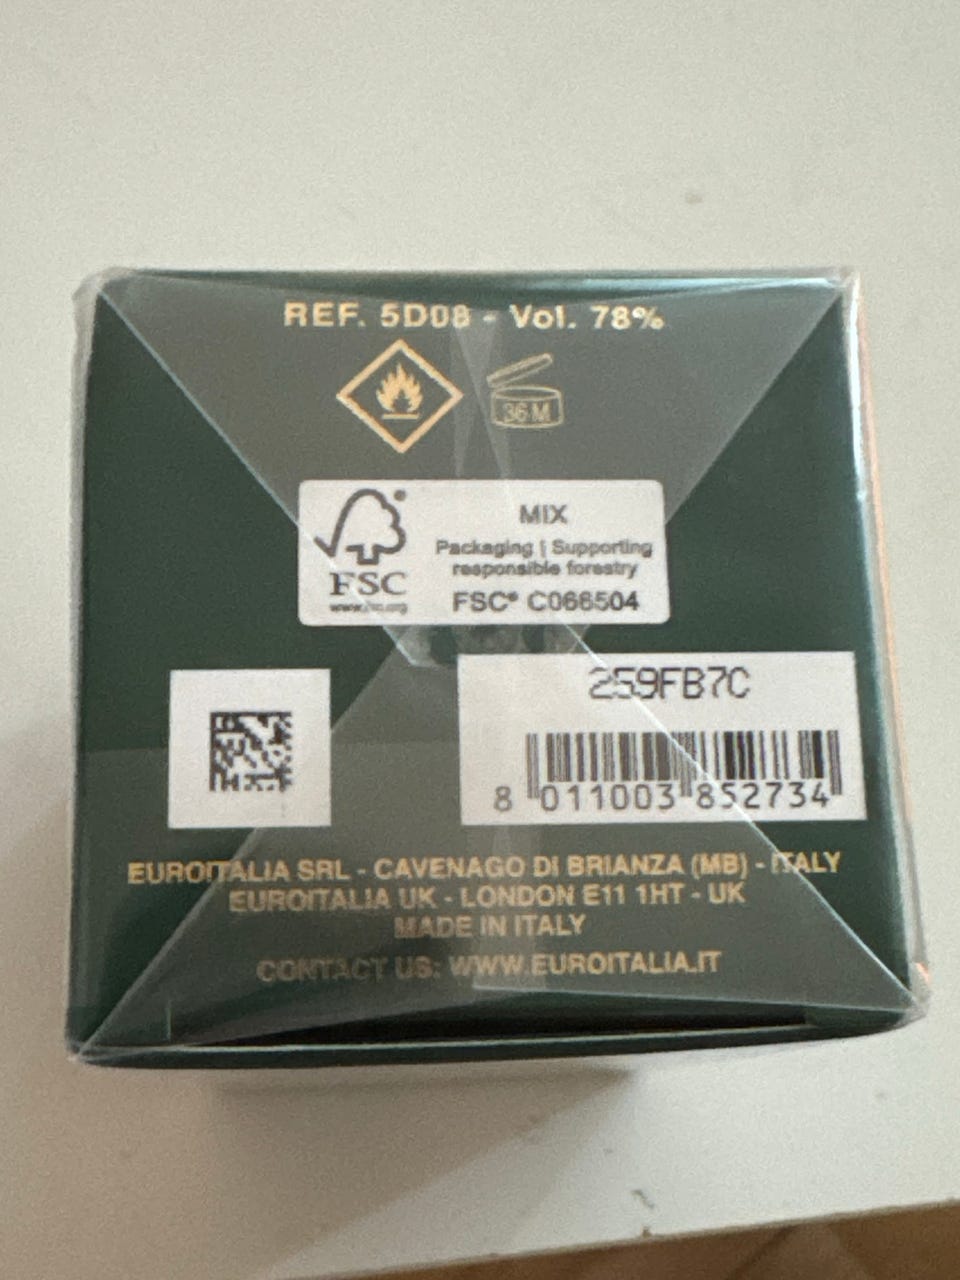 REF. 5D08 - Vol. 78%
36 M
MIX
Packaging | Supporting
responsible forestry
FSC® C066504
FSC
www.fsc.org
259FB7C
8 011003 852734
EUROITALIA SRL - CAVENAGO DI BRIANZA (MB) - ITALY
EUROITALIA UK - LONDON E11 1HT - UK
MADE IN ITALY
CONTACT US: WWW.EUROITALIA.IT